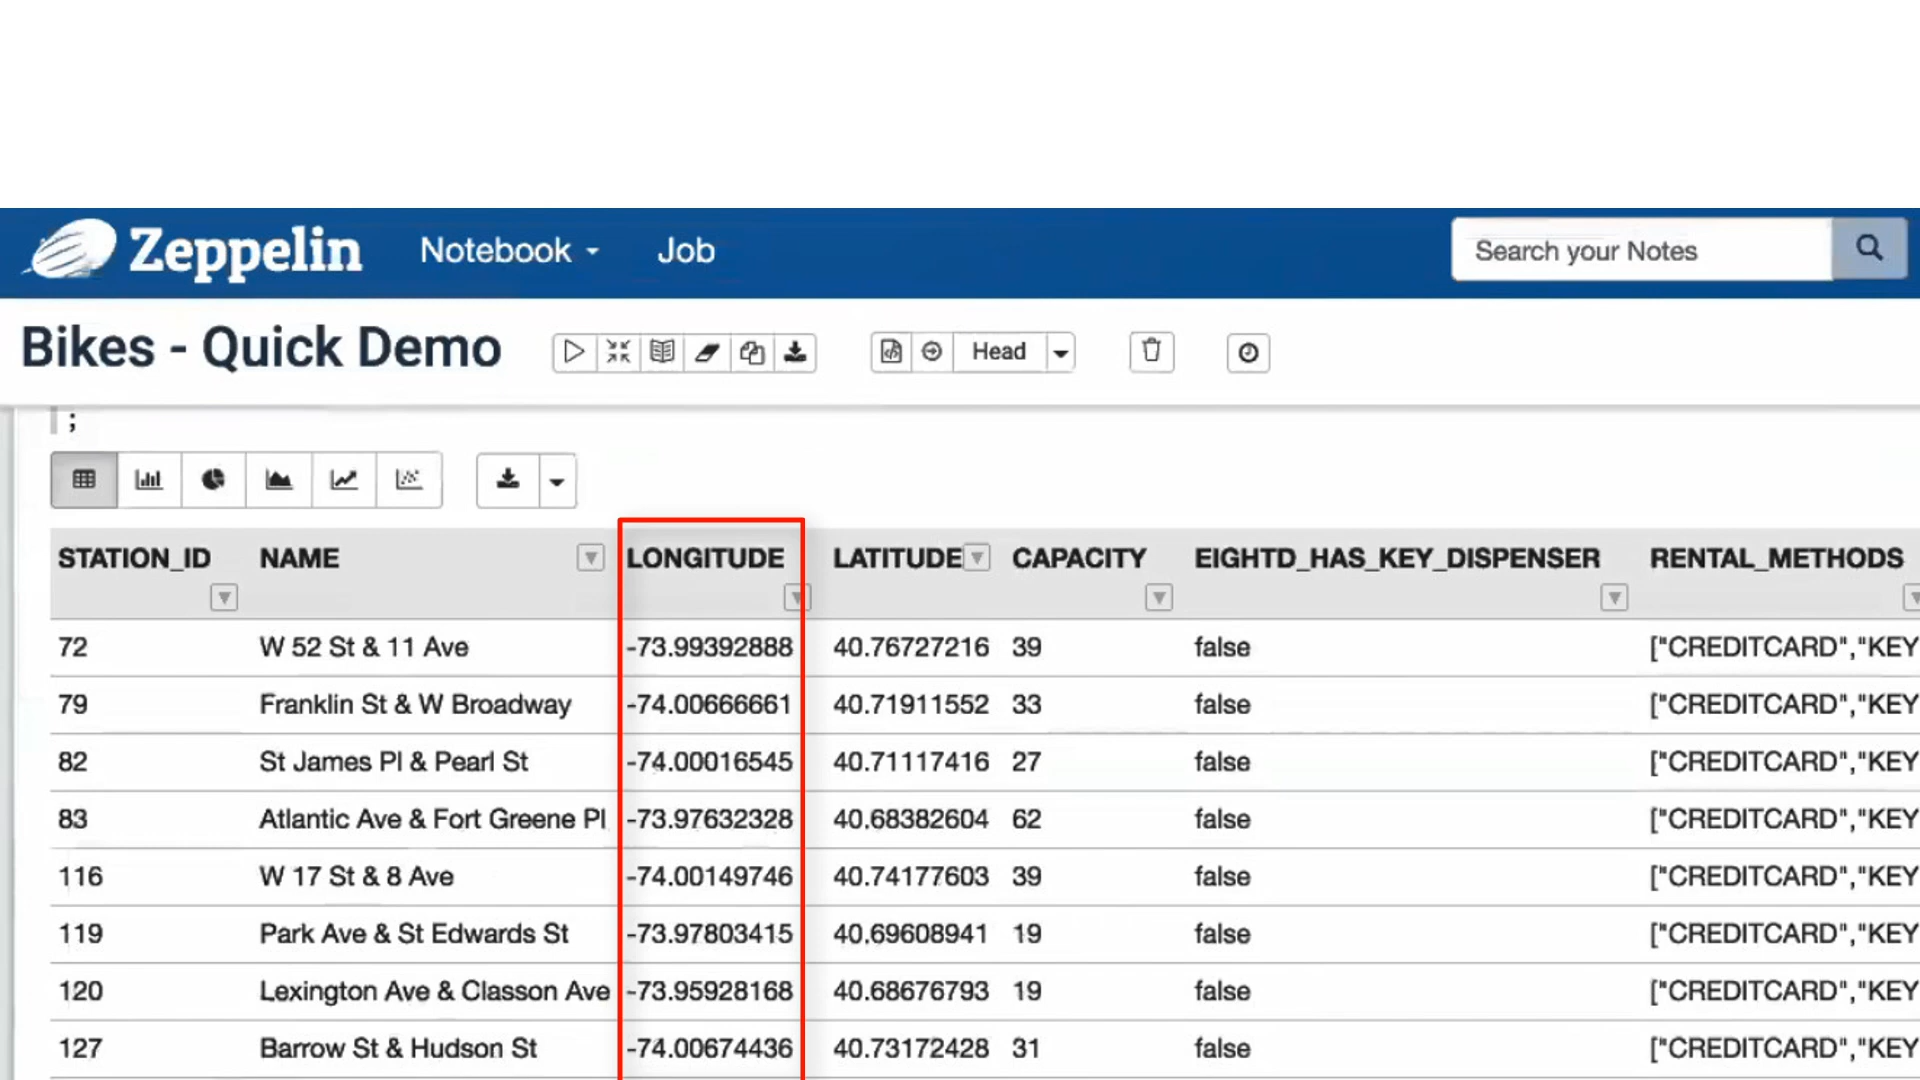 Zeppelin Notebook Job Search your Notes
Bikes - Quick Demo Head
;
STATION_ID NAME LONGITUDE LATITUDE CAPACITY EIGHTD_HAS_KEY_DISPENSER RENTAL_METHODS
72 W 52 St & 11 Ave -73.99392888 40.76727216 39 false ["CREDITCARD","KEY
79 Franklin St & W Broadway -74.00666661 40.71911552 33 false ["CREDITCARD","KEY
82 St James Pl & Pearl St -74.00016545 40.71117416 27 false ["CREDITCARD","KEY
83 Atlantic Ave & Fort Greene Pl -73.97632328 40.68382604 62 false ["CREDITCARD","KEY
116 W 17 St & 8 Ave -74.00149746 40.74177603 39 false ["CREDITCARD","KEY
119 Park Ave & St Edwards St -73.97803415 40.69608941 19 false ["CREDITCARD","KEY
120 Lexington Ave & Classon Ave -73.95928168 40.68676793 19 false ["CREDITCARD","KEY
127 Barrow St & Hudson St -74.00674436 40.73172428 31 false ["CREDITCARD","KEY